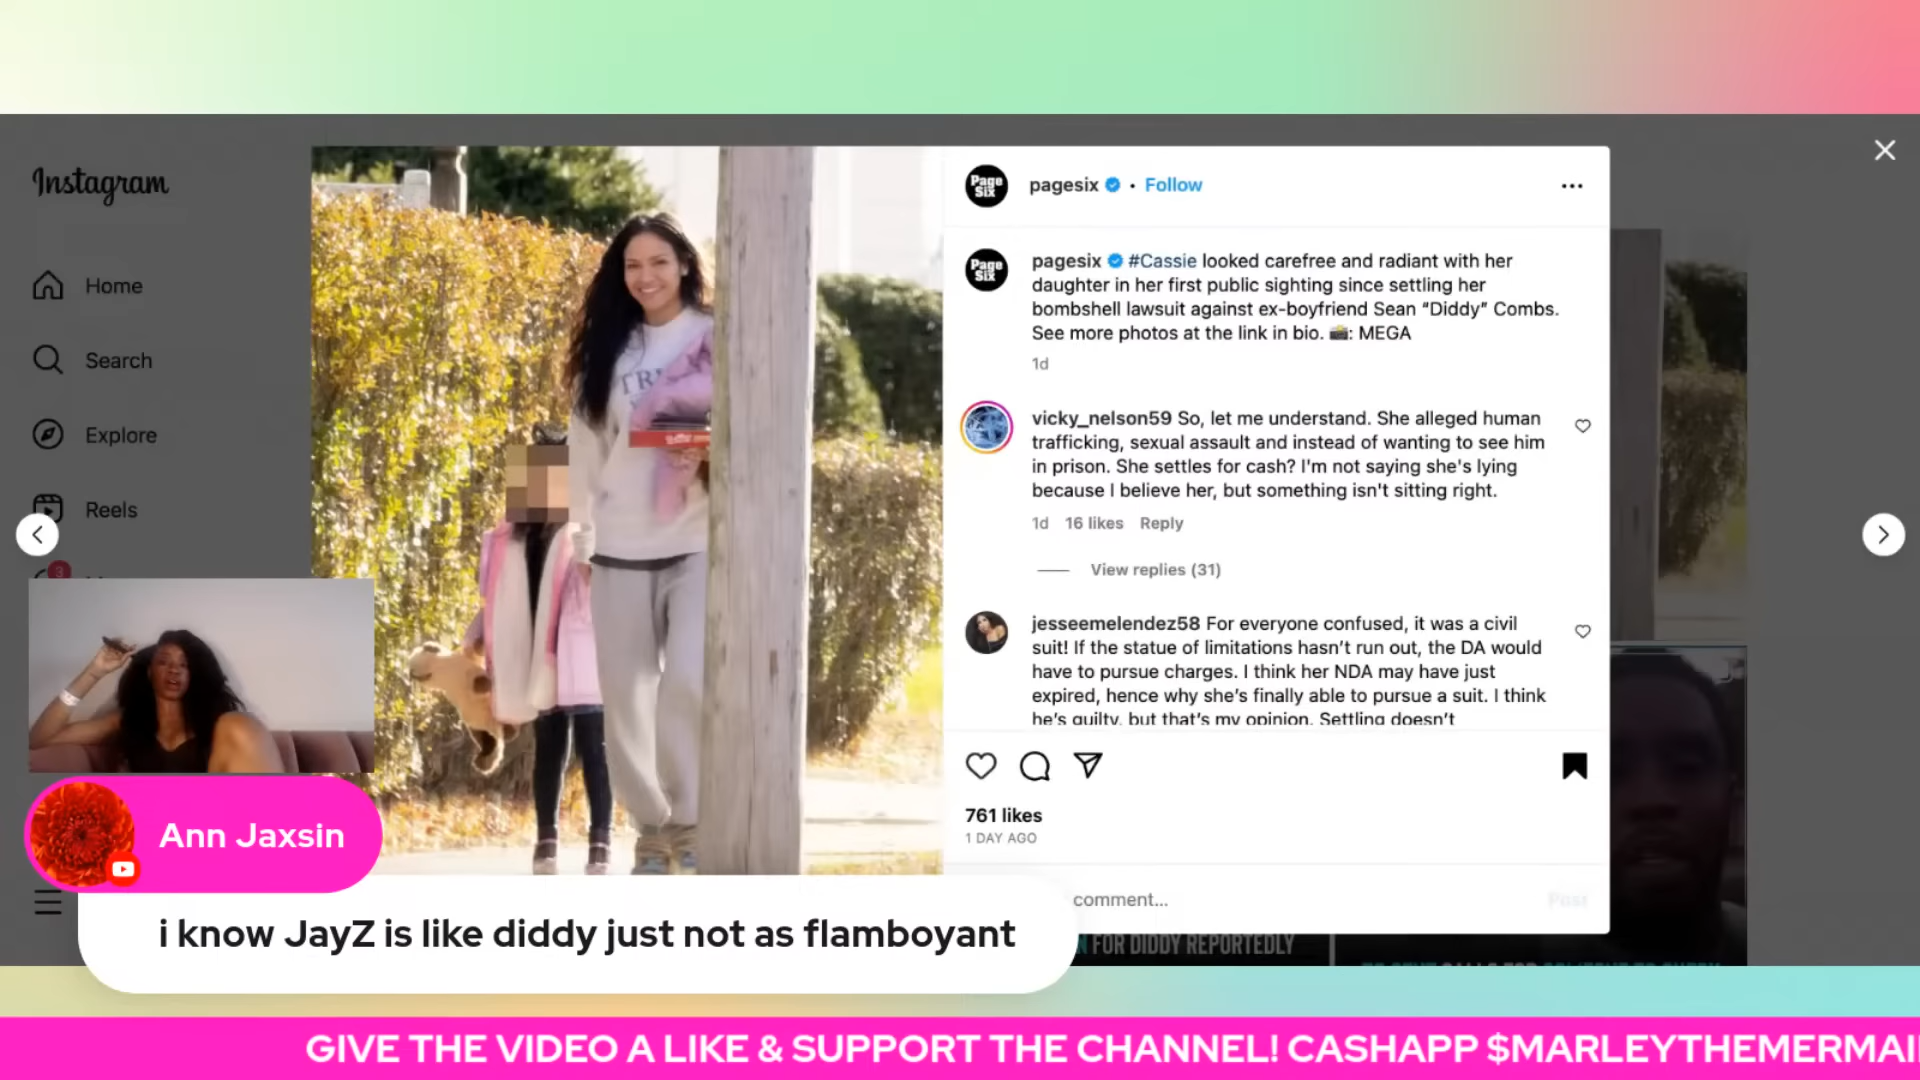 Instagram
Home
Search
Explore
Reels
3
Page
Six
pagesix • Follow
Page
Six
pagesix #Cassie looked carefree and radiant with her
daughter in her first public sighting since settling her
bombshell lawsuit against ex-boyfriend Sean “Diddy” Combs.
See more photos at the link in bio. 📸: MEGA
1d
vicky_nelson59 So, let me understand. She alleged human
trafficking, sexual assault and instead of wanting to see him
in prison. She settles for cash? I'm not saying she's lying
because I believe her, but something isn't sitting right.
1d 16 likes Reply
View replies (31)
jesseemelendez58 For everyone confused, it was a civil
suit! If the statue of limitations hasn’t run out, the DA would
have to pursue charges. I think her NDA may have just
expired, hence why she’s finally able to pursue a suit. I think
he’s guilty, but that’s my opinion. Settling doesn’t
761 likes
1 DAY AGO
comment...
Post
FOR DIDDY REPORTEDLY
Ann Jaxsin
i know JayZ is like diddy just not as flamboyant
GIVE THE VIDEO A LIKE & SUPPORT THE CHANNEL! CASHAPP $MARLEYTHEMERMAI